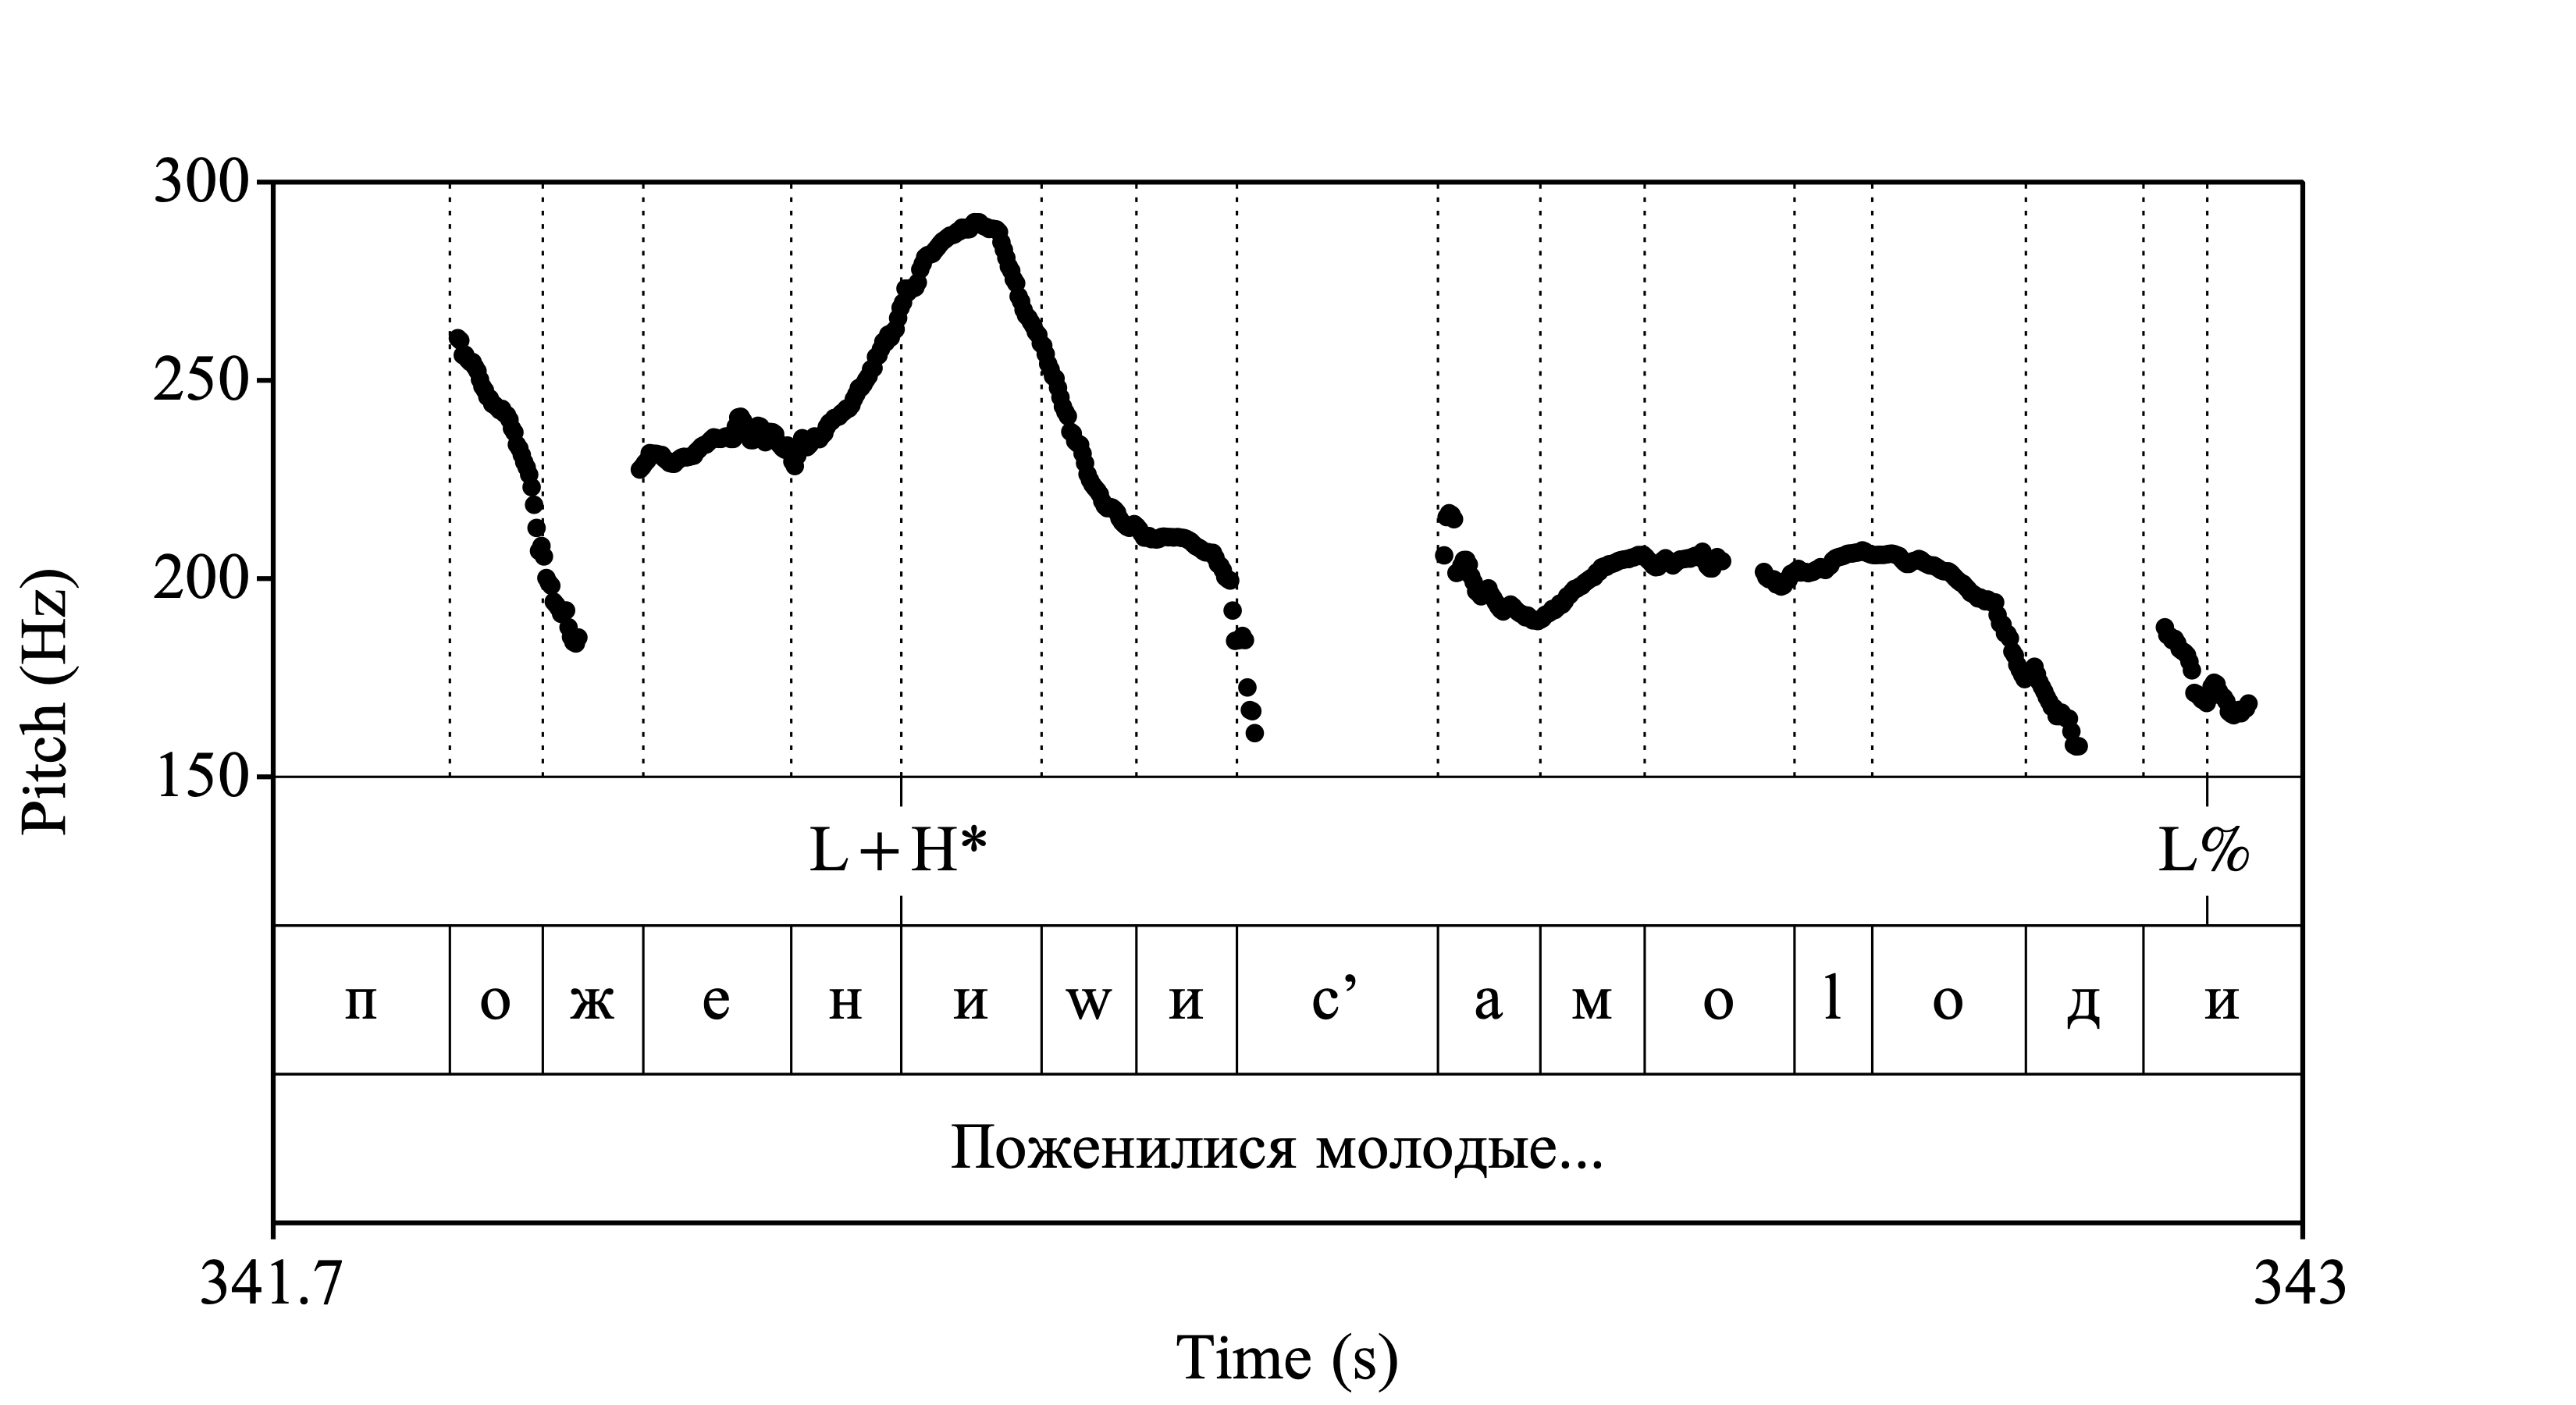 300
250
200
150
Pitch (Hz)
L+H* L%
п о ж е н и w и с’ а м о l о д и
Поженилися молодые...
341.7 343
Time (s)